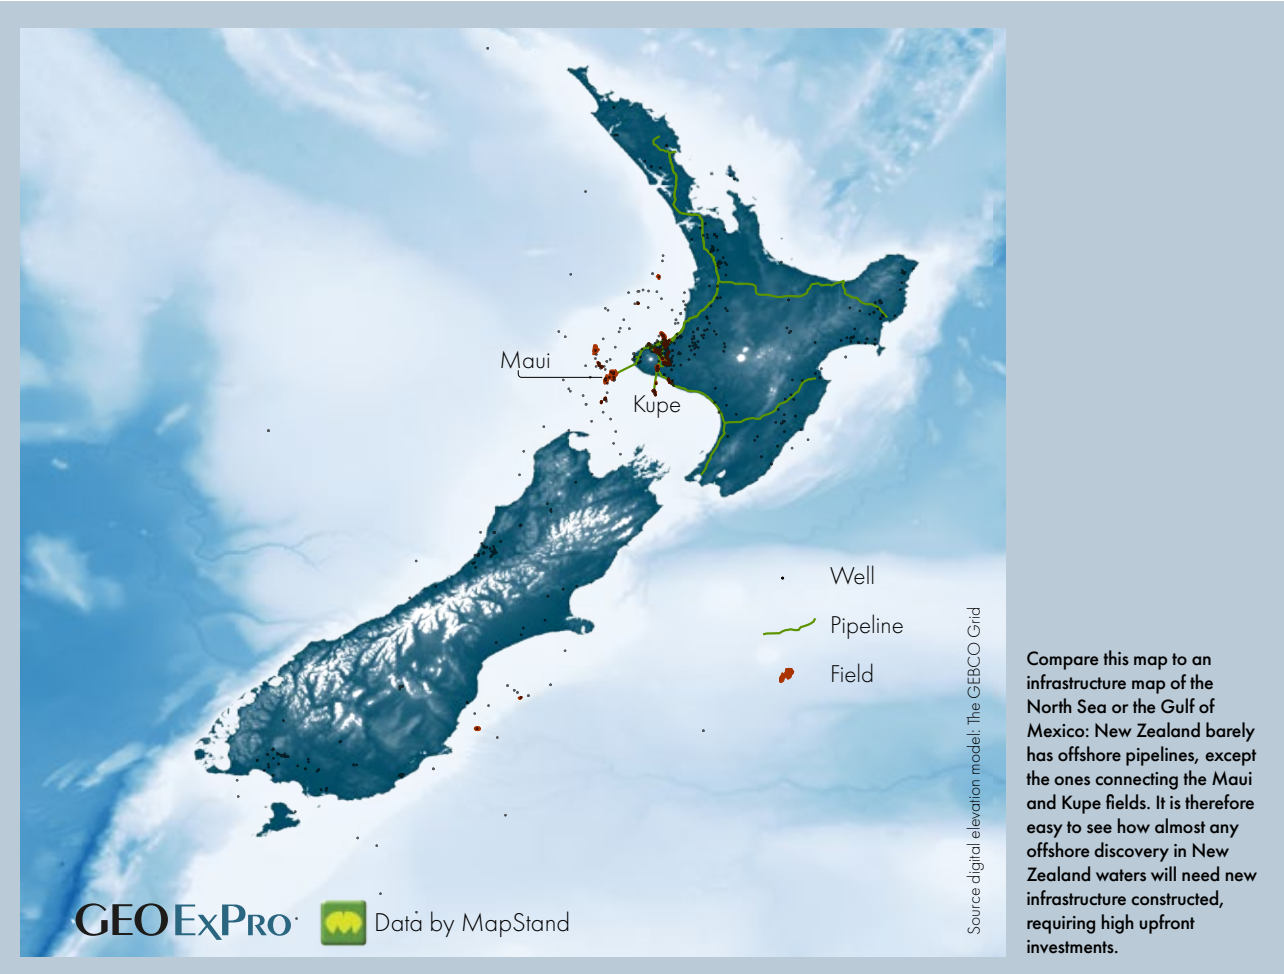 Maui
Kupe
Well
Pipeline
Field
Source digital elevation model: The GEBCO Grid
GEOExPro
Data by MapStand
Compare this map to an
infrastructure map of the
North Sea or the Gulf of
Mexico: New Zealand barely
has offshore pipelines, except
the ones connecting the Maui
and Kupe fields. It is therefore
easy to see how almost any
offshore discovery in New
Zealand waters will need new
infrastructure constructed,
requiring high upfront
investments.